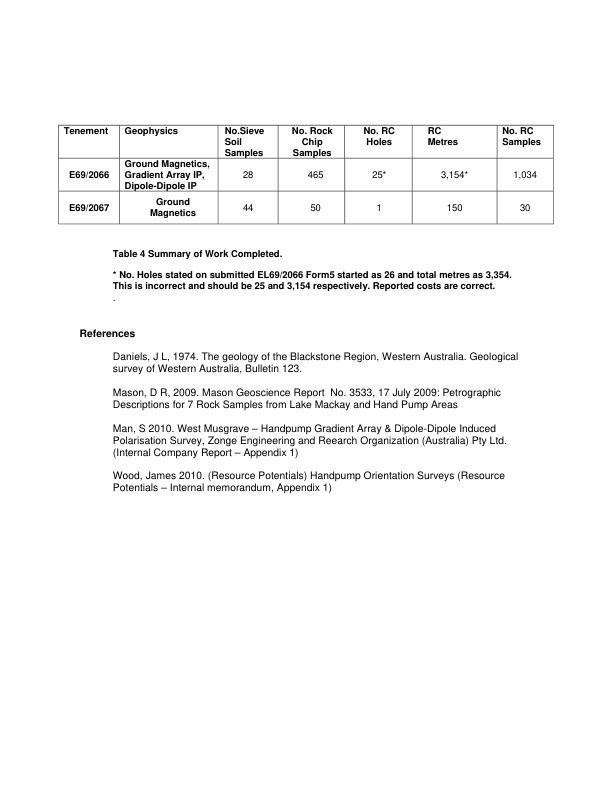 Tenement Geophysics No.Sieve Soil Samples No. Rock Chip Samples No. RC Holes RC Metres No. RC Samples
E69/2066 Ground Magnetics, Gradient Array IP, Dipole-Dipole IP 28 465 25* 3,154* 1,034
E69/2067 Ground Magnetics 44 50 1 150 30
Table 4 Summary of Work Completed.
* No. Holes stated on submitted EL69/2066 Form5 started as 26 and total metres as 3,354.
This is incorrect and should be 25 and 3,154 respectively. Reported costs are correct.
.
References
Daniels, J L, 1974. The geology of the Blackstone Region, Western Australia. Geological
survey of Western Australia, Bulletin 123.
Mason, D R, 2009. Mason Geoscience Report  No. 3533, 17 July 2009: Petrographic
Descriptions for 7 Rock Samples from Lake Mackay and Hand Pump Areas
Man, S 2010. West Musgrave – Handpump Gradient Array & Dipole-Dipole Induced
Polarisation Survey, Zonge Engineering and Reearch Organization (Australia) Pty Ltd.
(Internal Company Report – Appendix 1)
Wood, James 2010. (Resource Potentials) Handpump Orientation Surveys (Resource
Potentials – Internal memorandum, Appendix 1)